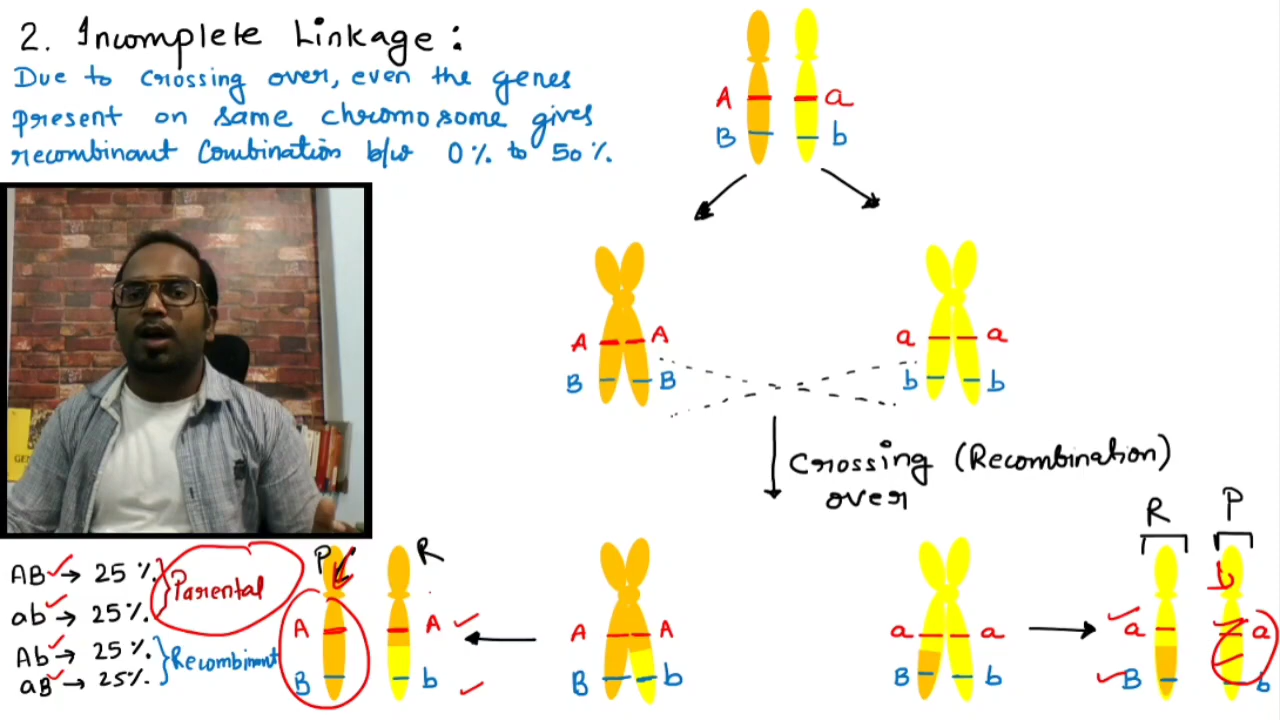 2. Incomplete Linkage:
Due to crossing over, even the genes
present on same chromosome gives
recombinant Combination b/w 0% to 50%.
A a
B b
A A a a
B B b b
Crossing (Recombination)
over
R P
P R
AB → 25%.
ab → 25%.
Parental
Ab → 25%.
aB → 25%.
Recombinant
A A A A a a a a
B b B b B b B b
GEN